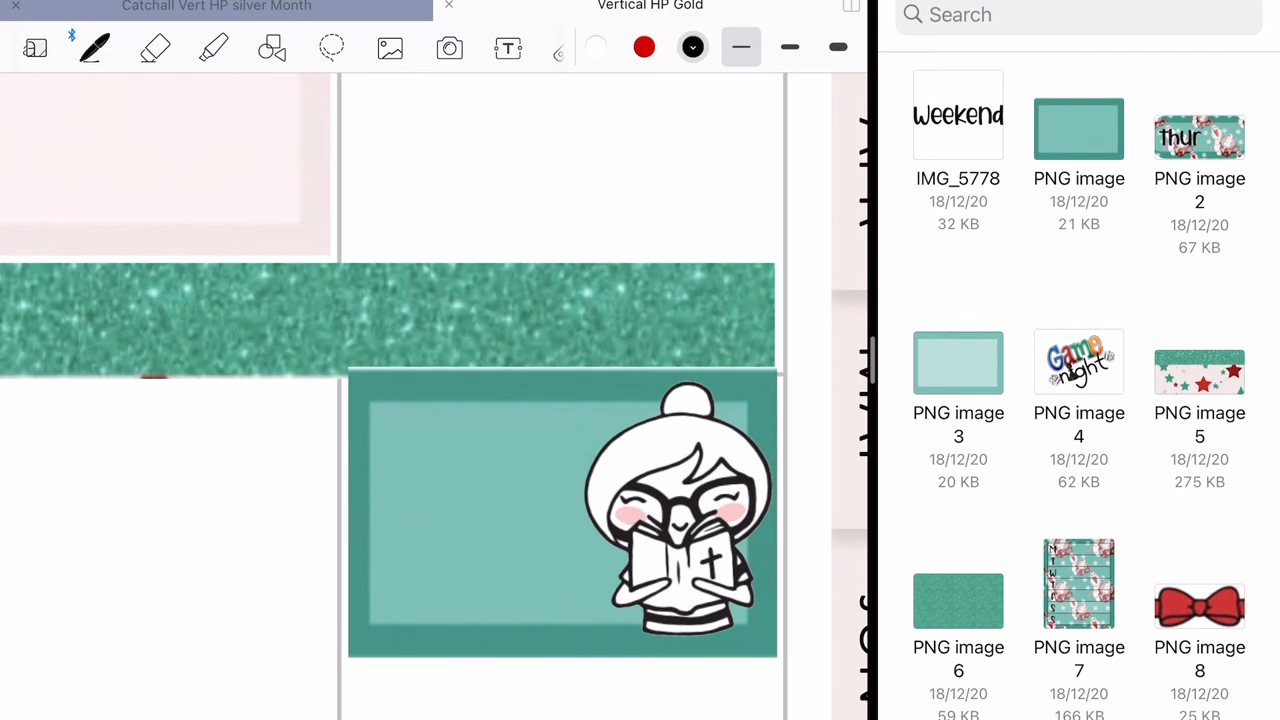 Catchall Vert HP silver Month
Vertical HP Gold
T
Search
Weekend
IMG_5778
18/12/20
32 KB
PNG image
18/12/20
21 KB
thur
PNG image
2
18/12/20
67 KB
PNG image
3
18/12/20
20 KB
Game
night
PNG image
4
18/12/20
62 KB
PNG image
5
18/12/20
275 KB
PNG image
6
18/12/20
59 KB
M
T
W
T
F
S
S
PNG image
7
18/12/20
166 KB
PNG image
8
18/12/20
25 KB